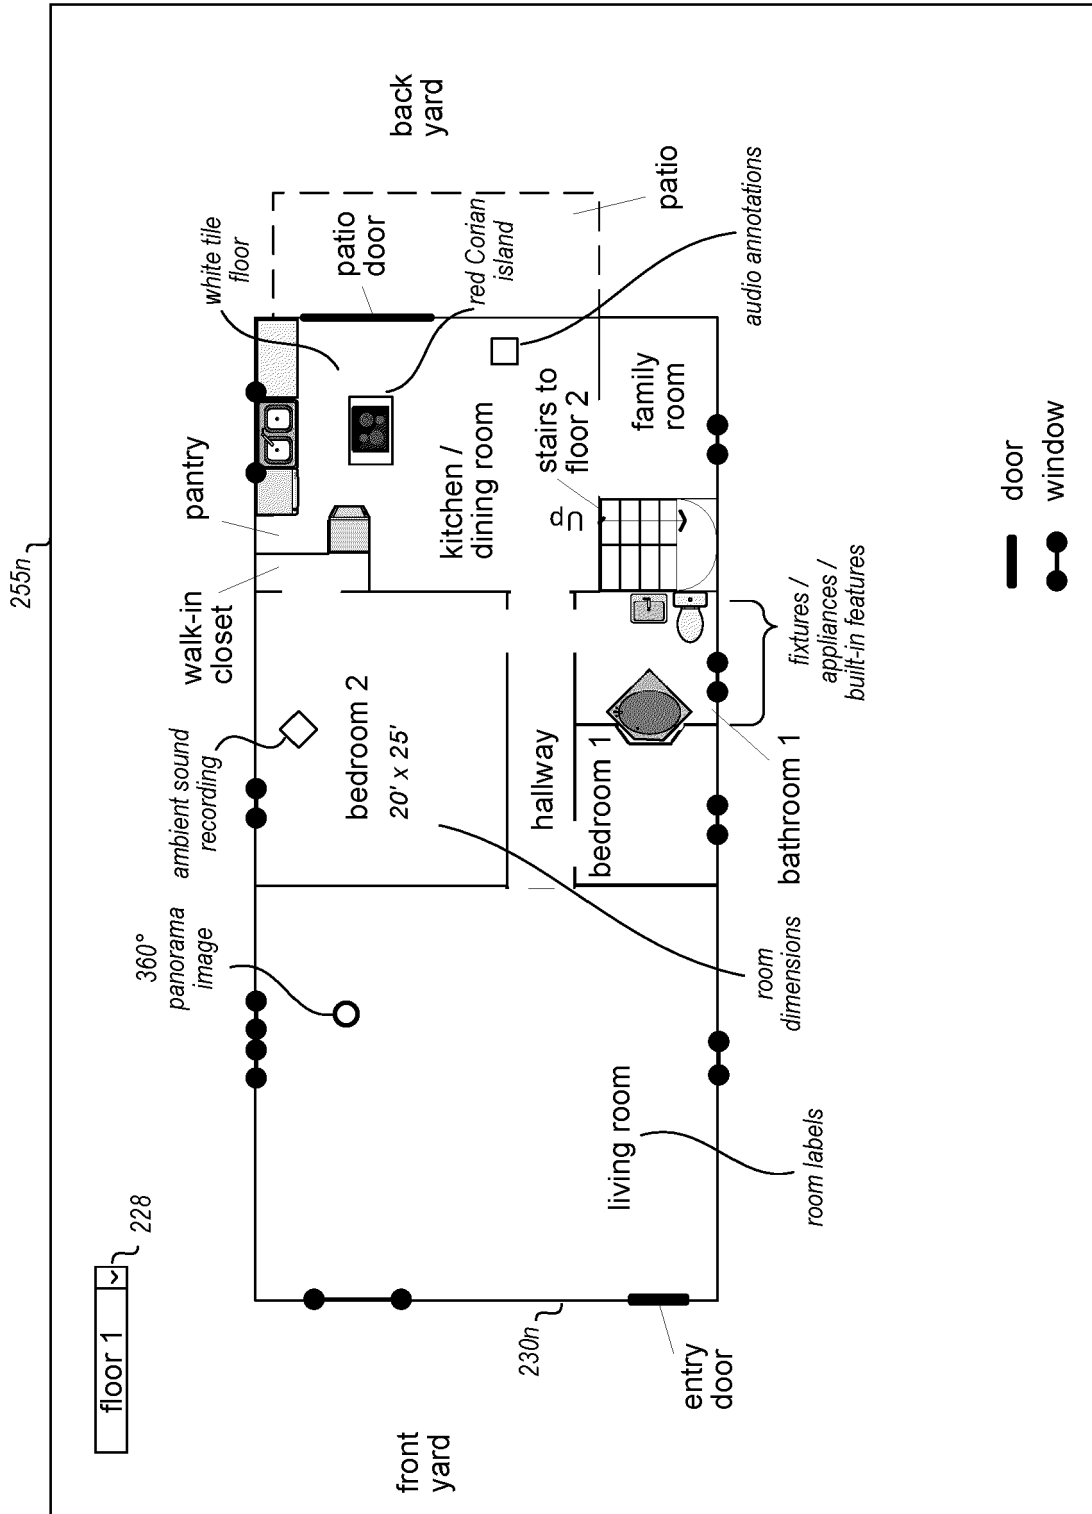 255n
floor 1
228
front
yard
back
yard
360°
panorama
image
ambient sound
recording
walk-in
closet
pantry
white tile
floor
patio
door
red Corian
island
patio
audio annotations
bedroom 2
20' x 25'
kitchen /
dining room
up
stairs to
floor 2
family
room
hallway
bedroom 1
living room
230n
entry
door
room labels
room
dimensions
bathroom 1
fixtures /
appliances /
built-in features
door
window